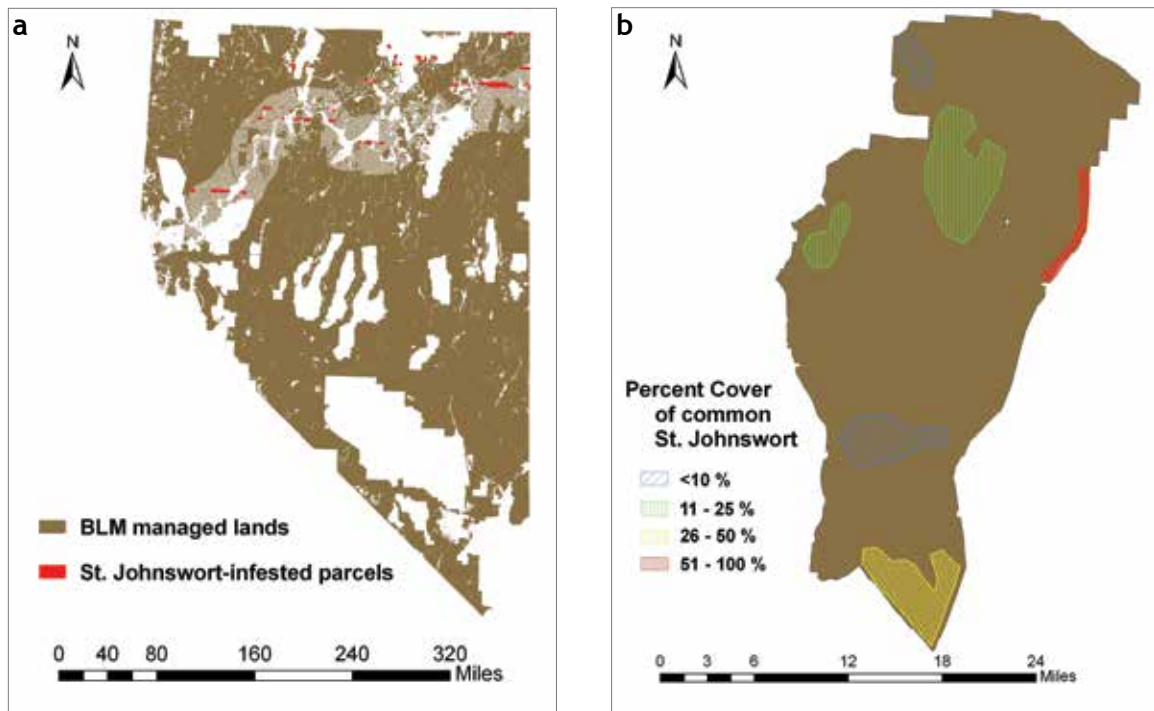 a
N
BLM managed lands
St. Johnswort-infested parcels
0 40 80 160 240 320
Miles
b
N
Percent Cover
of common
St. Johnswort
<10 %
11 - 25 %
26 - 50 %
51 - 100 %
0 3 6 12 18 24
Miles